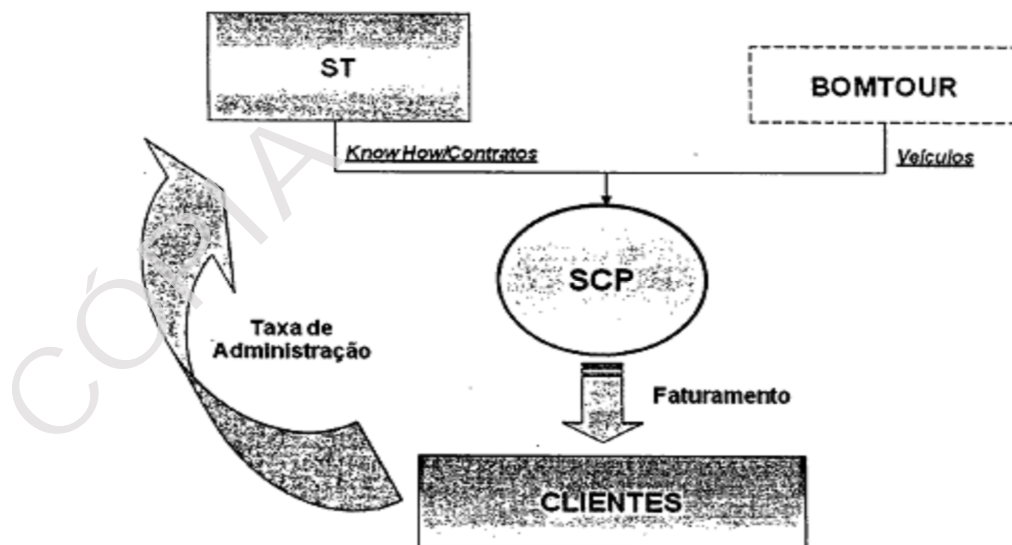 ST
BOMTOUR
Know How/Contratos
Veículos
CÓPIA
SCP
Taxa de
Administração
Faturamento
CLIENTES